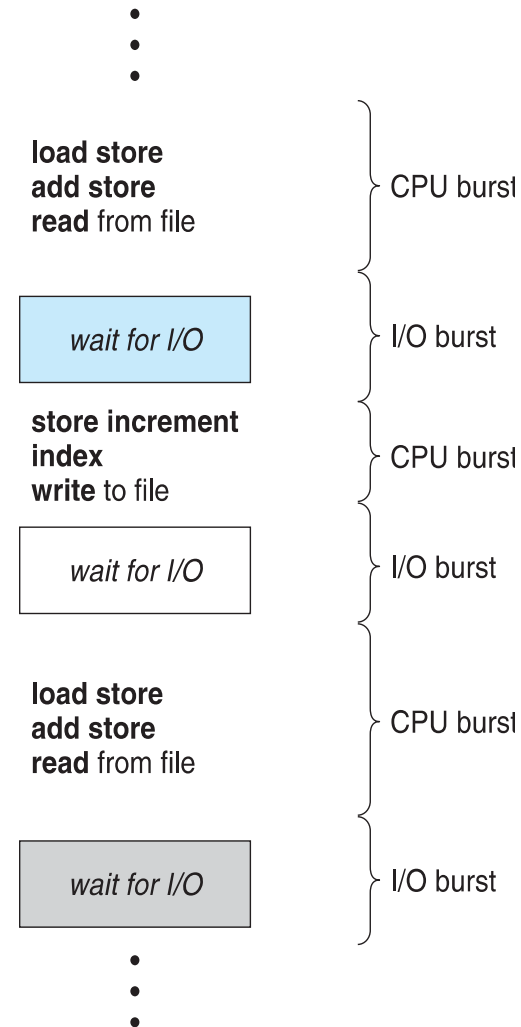 load store
add store
read from file
CPU burst
wait for I/O
I/O burst
store increment
index
write to file
CPU burst
wait for I/O
I/O burst
load store
add store
read from file
CPU burst
wait for I/O
I/O burst